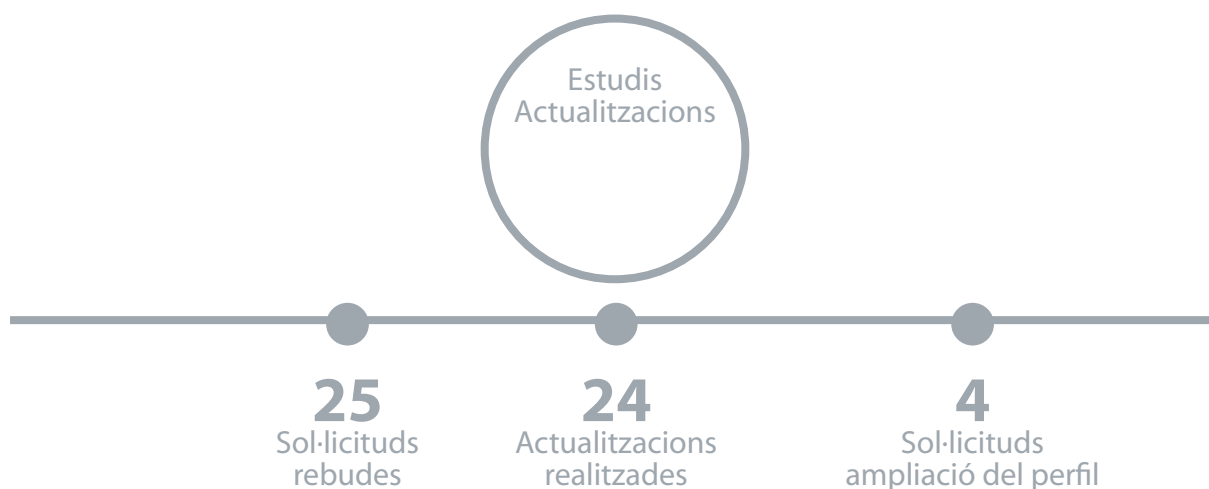 Estudis
Actualitzacions
25
Sol·licituds
rebudes
24
Actualitzacions
realitzades
4
Sol·licituds
ampliació del perfil